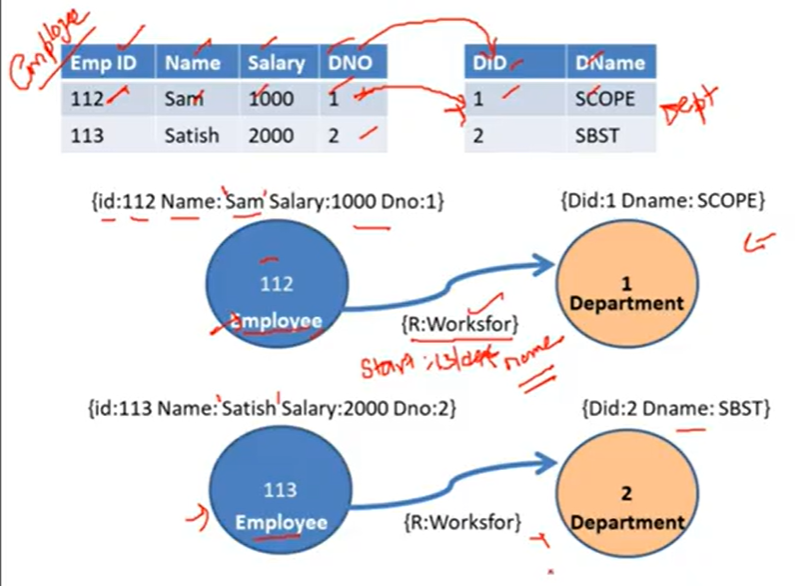 Employee
Emp ID Name Salary DNO DID DName
112 Sam 1000 1 1 SCOPE
Dept
113 Satish 2000 2 2 SBST
{id:112 Name:'Sam' Salary:1000 Dno:1} {Did:1 Dname: SCOPE}
112 1
Employee Department
{R:Worksfor}
Start
name
{id:113 Name:'Satish' Salary:2000 Dno:2} {Did:2 Dname: SBST}
113 2
Employee Department
{R:Worksfor}